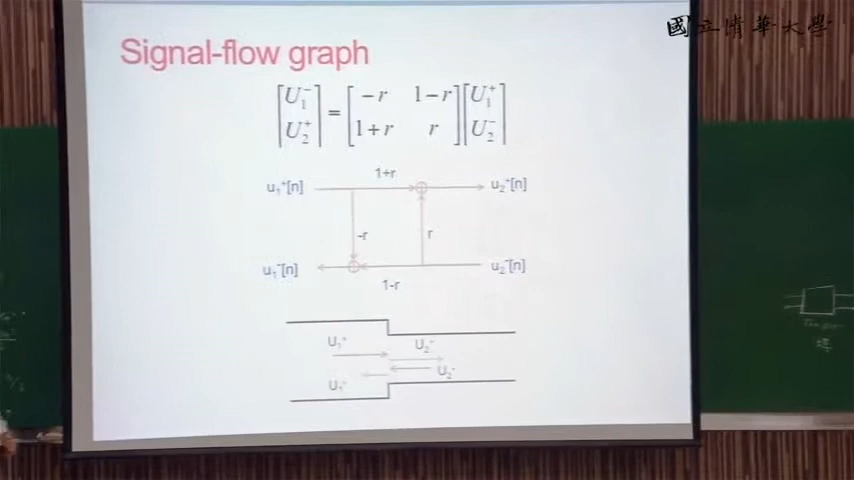 國立清華大學
Signal-flow graph
[U₁⁻ U₂⁺] = [−r 1−r 1+r r] [U₁⁺ U₂⁻]
1+r
u₁⁺[n] u₂⁺[n]
-r r
u₁⁻[n] u₂⁻[n]
1-r
U₁⁺ U₂⁺
U₁⁻ U₂⁻